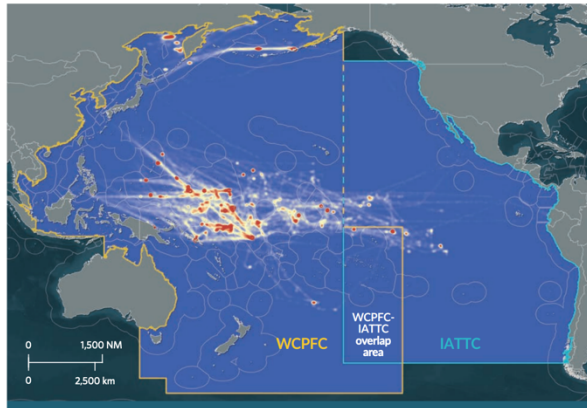 WCPFC-
IATTC
overlap
area
WCPFC
IATTC
0 1,500 NM
0 2,500 km